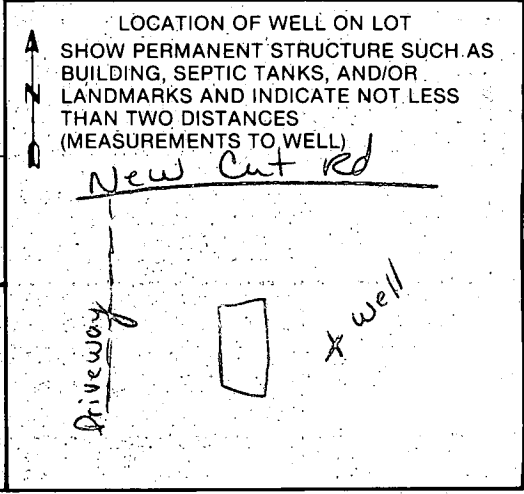 LOCATION OF WELL ON LOT
SHOW PERMANENT STRUCTURE SUCH AS
BUILDING, SEPTIC TANKS, AND/OR
LANDMARKS AND INDICATE NOT LESS
THAN TWO DISTANCES
(MEASUREMENTS TO WELL)
N
New Cut Rd
Driveway
X well